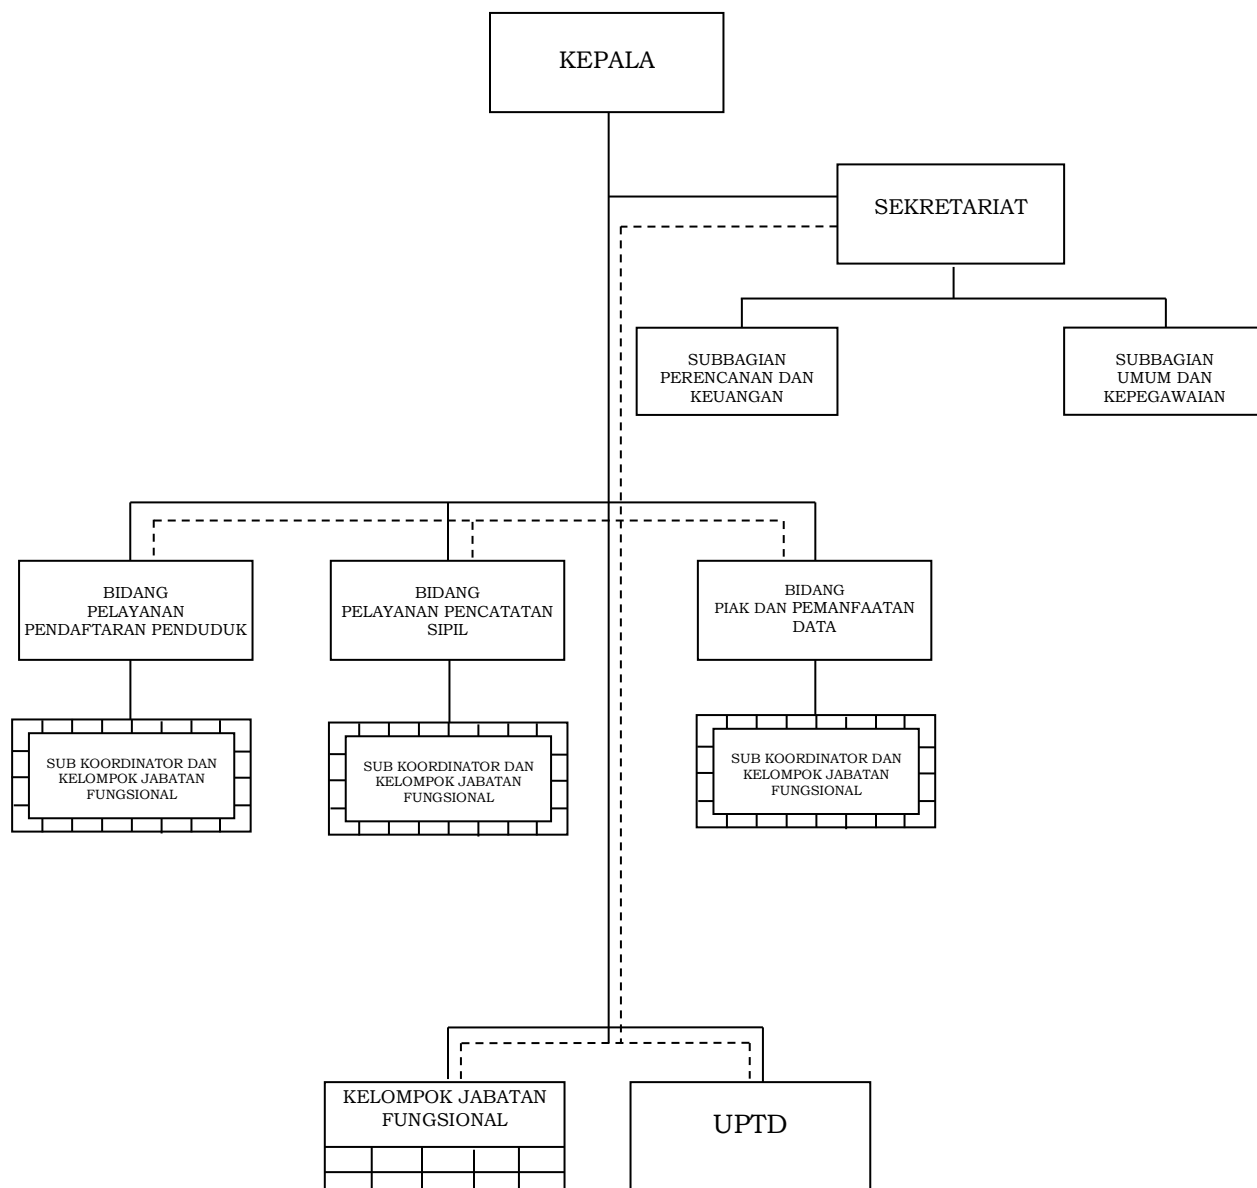 KEPALA
SEKRETARIAT
SUBBAGIAN
PERENCANAN DAN
KEUANGAN
SUBBAGIAN
UMUM DAN
KEPEGAWAIAN
BIDANG
PELAYANAN
PENDAFTARAN PENDUDUK
BIDANG
PELAYANAN PENCATATAN
SIPIL
BIDANG
PIAK DAN PEMANFAATAN
DATA
SUB KOORDINATOR DAN
KELOMPOK JABATAN
FUNGSIONAL
SUB KOORDINATOR DAN
KELOMPOK JABATAN
FUNGSIONAL
SUB KOORDINATOR DAN
KELOMPOK JABATAN
FUNGSIONAL
KELOMPOK JABATAN
FUNGSIONAL
UPTD